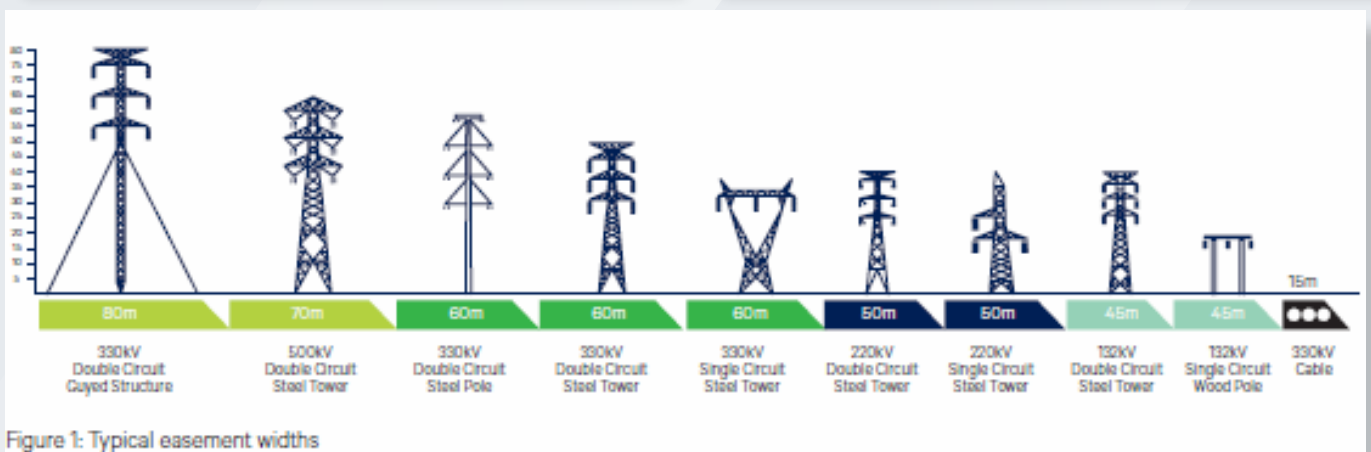 80
75
70
65
60
55
50
45
40
35
30
25
20
15
10
5
15m
80m
70m
60m
60m
60m
50m
50m
45m
45m
330kV
Double Circuit
Guyed Structure
500kV
Double Circuit
Steel Tower
330kV
Double Circuit
Steel Pole
330kV
Double Circuit
Steel Tower
330kV
Single Circuit
Steel Tower
220kV
Double Circuit
Steel Tower
220kV
Single Circuit
Steel Tower
132kV
Double Circuit
Steel Tower
132kV
Single Circuit
Wood Pole
330kV
Cable
Figure 1: Typical easement widths